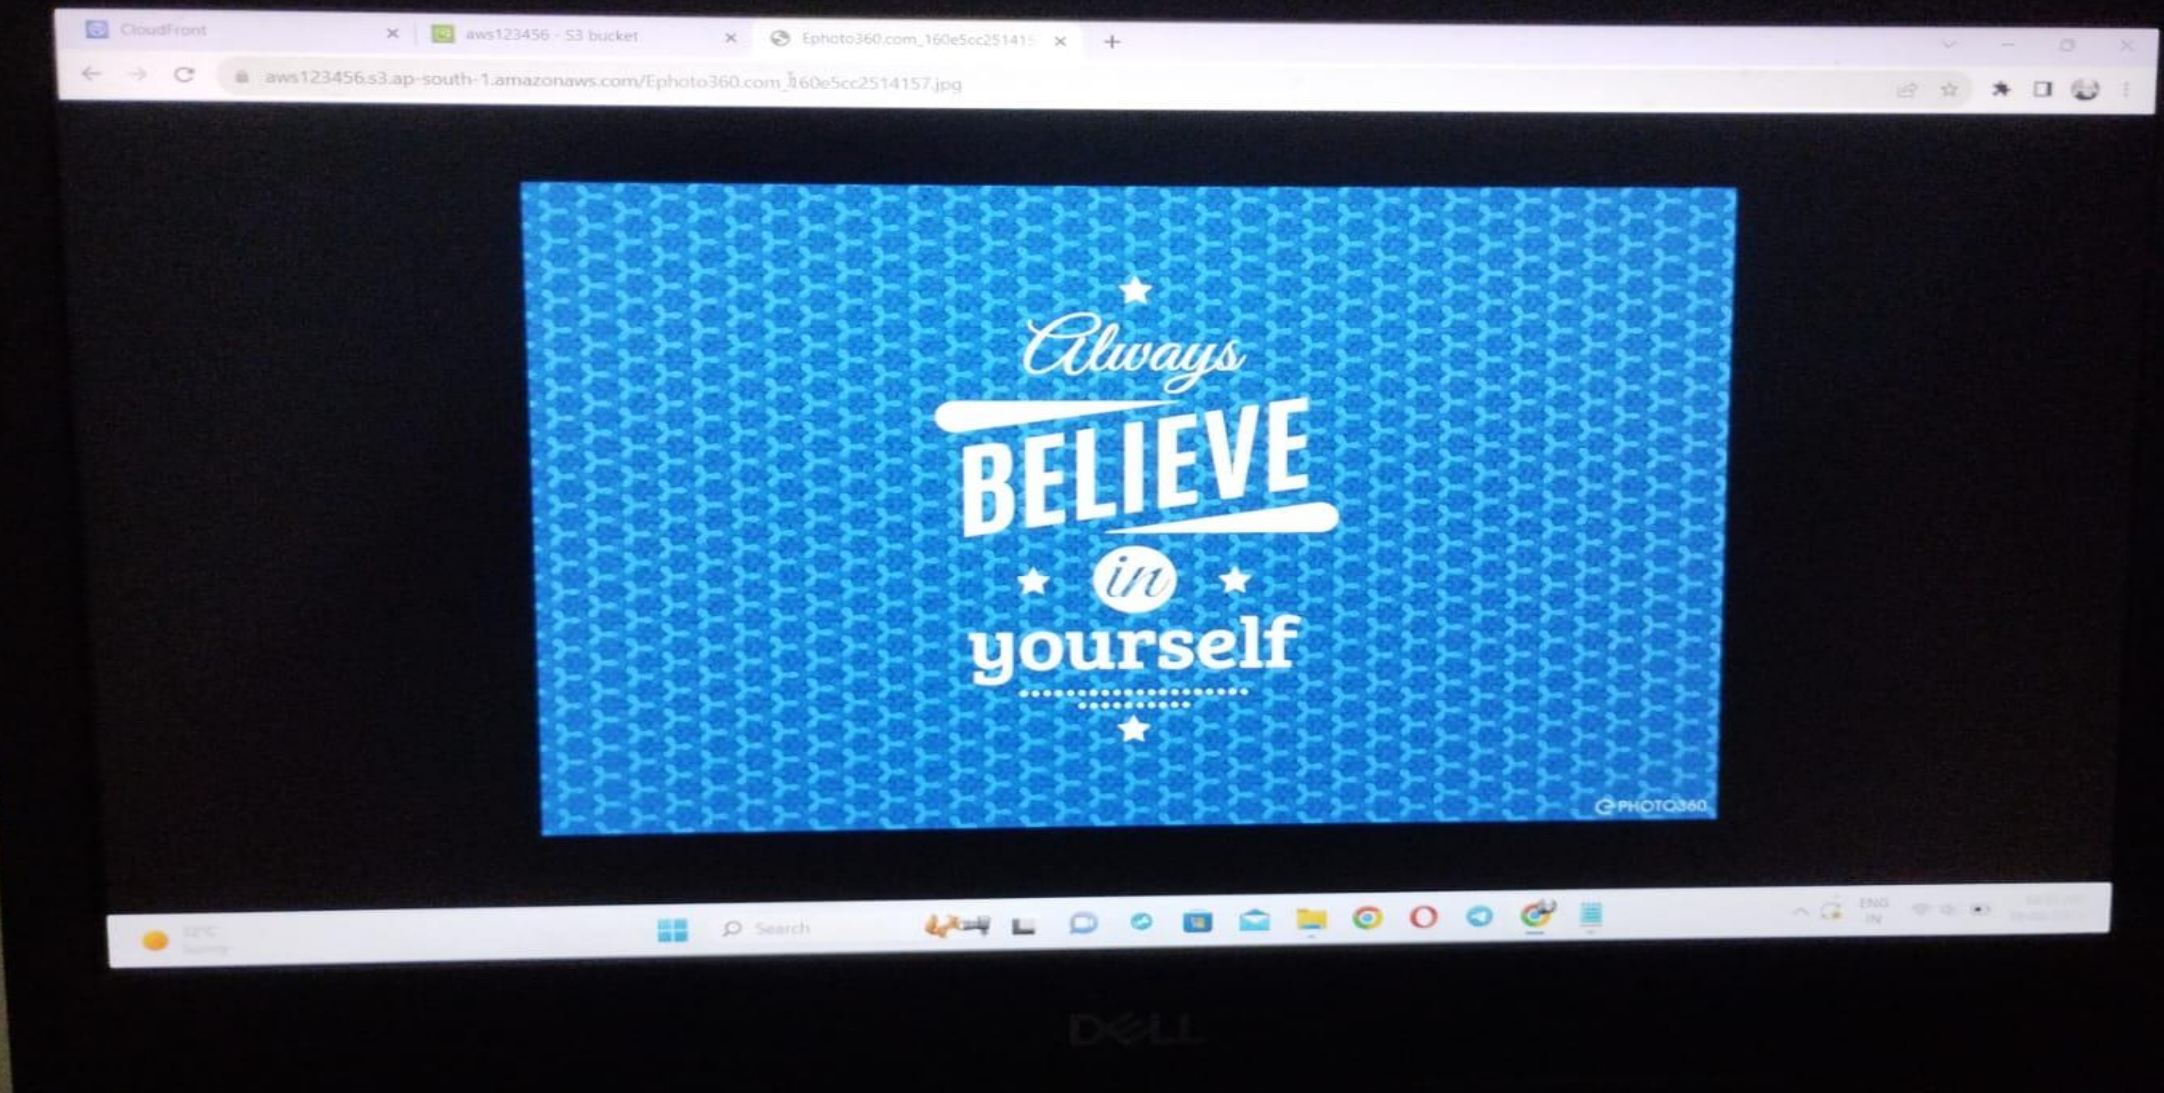 CloudFront
aws123456 - S3 bucket
Ephoto360.com_160e5cc251415
aws123456.s3.ap-south-1.amazonaws.com/Ephoto360.com_160e5cc2514157.jpg
Always
BELIEVE
in
yourself
PHOTO360
Sunny
Search
ENG
IN
DELL